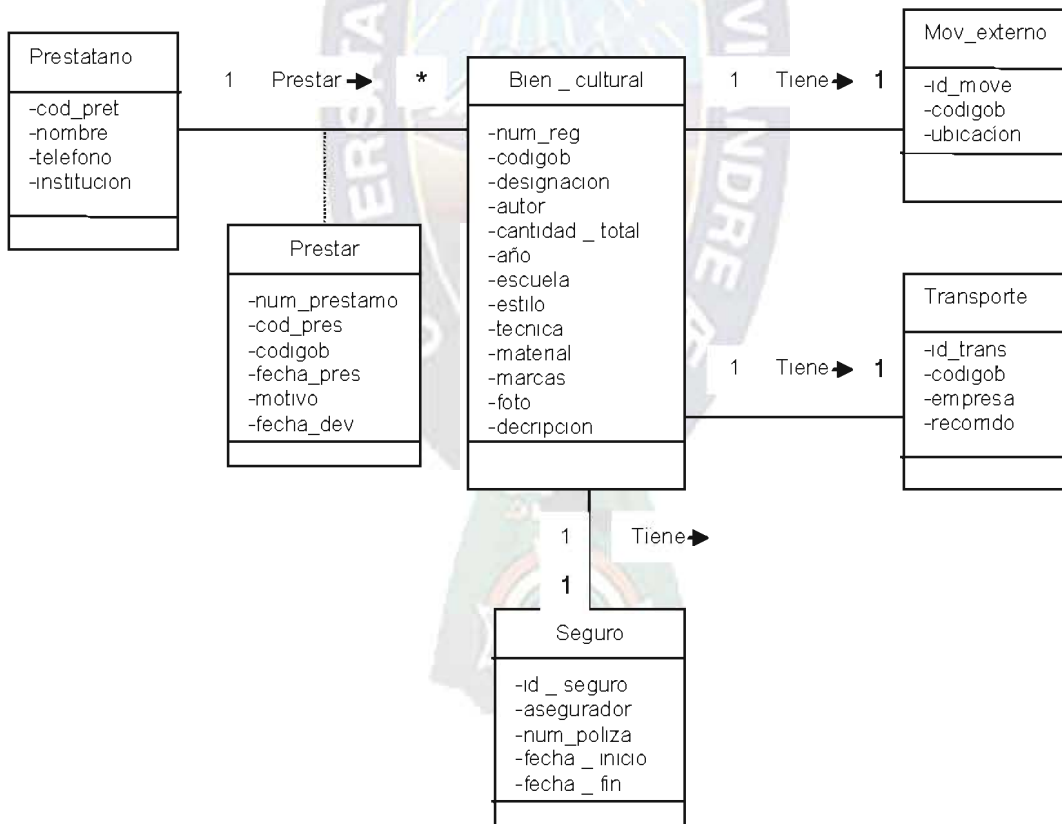 Prestatario
-cod_pret
-nombre
-telefono
-institucion
1 Prestar *
Prestar
-num_prestamo
-cod_pres
-codigob
-fecha_pres
-motivo
-fecha_dev
Bien _ cultural
-num_reg
-codigob
-designacion
-autor
-cantidad _ total
-año
-escuela
-estilo
-tecnica
-material
-marcas
-foto
-decripcion
1 Tiene 1
Mov_externo
-id_move
-codigob
-ubicacion
1 Tiene 1
Transporte
-id_trans
-codigob
-empresa
-recorrido
1 Tiene
1
Seguro
-id _ seguro
-asegurador
-num_poliza
-fecha _ inicio
-fecha _ fin